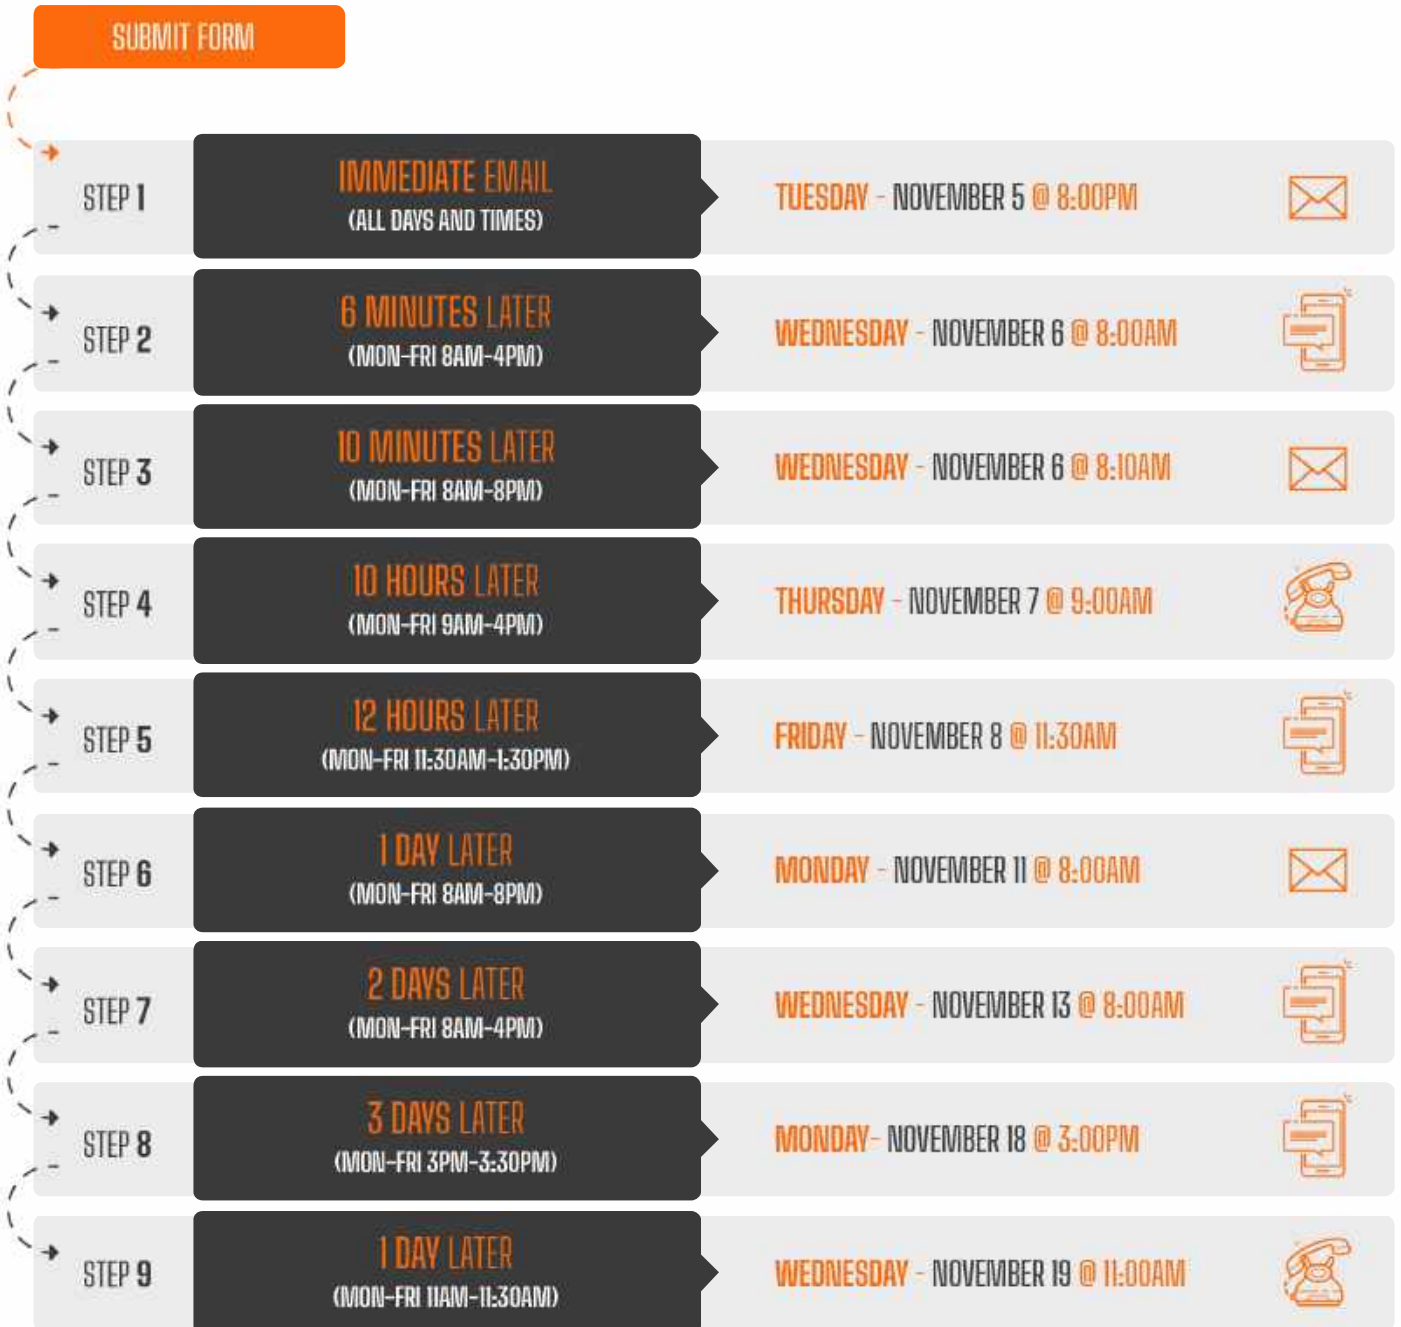 SUBMIT FORM
STEP 1
IMMEDIATE EMAIL
(ALL DAYS AND TIMES)
TUESDAY - NOVEMBER 5 @ 8:00PM
STEP 2
6 MINUTES LATER
(MON-FRI 8AM-4PM)
WEDNESDAY - NOVEMBER 6 @ 8:00AM
STEP 3
10 MINUTES LATER
(MON-FRI 8AM-8PM)
WEDNESDAY - NOVEMBER 6 @ 8:10AM
STEP 4
10 HOURS LATER
(MON-FRI 9AM-4PM)
THURSDAY - NOVEMBER 7 @ 9:00AM
STEP 5
12 HOURS LATER
(MON-FRI 11:30AM-1:30PM)
FRIDAY - NOVEMBER 8 @ 11:30AM
STEP 6
1 DAY LATER
(MON-FRI 8AM-8PM)
MONDAY - NOVEMBER 11 @ 8:00AM
STEP 7
2 DAYS LATER
(MON-FRI 8AM-4PM)
WEDNESDAY - NOVEMBER 13 @ 8:00AM
STEP 8
3 DAYS LATER
(MON-FRI 3PM-3:30PM)
MONDAY- NOVEMBER 18 @ 3:00PM
STEP 9
1 DAY LATER
(MON-FRI 11AM-11:30AM)
WEDNESDAY - NOVEMBER 19 @ 11:00AM